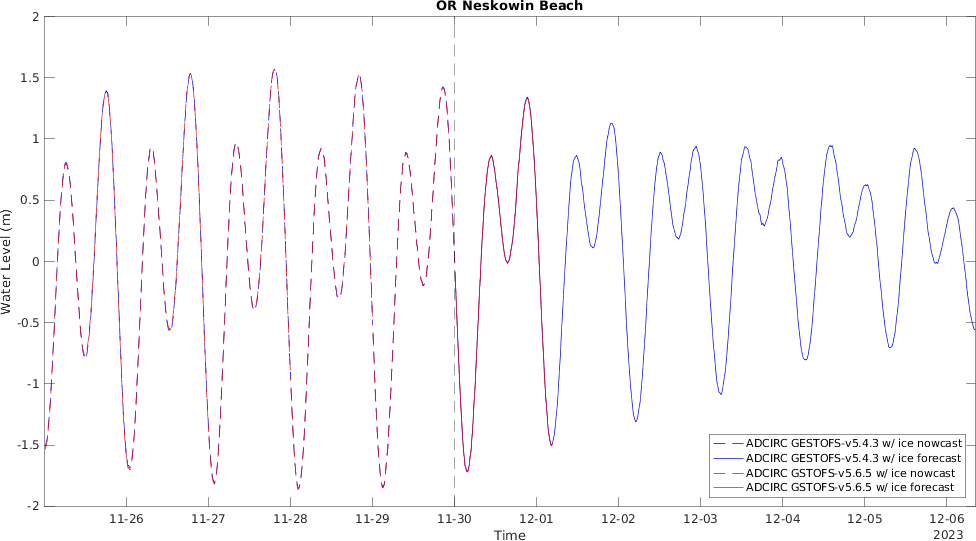 OR Neskowin Beach
2
1.5
1
0.5
0
-0.5
-1
-1.5
-2
Water Level (m)
ADCIRC GESTOFS-v5.4.3 w/ ice nowcast
ADCIRC GESTOFS-v5.4.3 w/ ice forecast
ADCIRC GSTOFS-v5.6.5 w/ ice nowcast
ADCIRC GSTOFS-v5.6.5 w/ ice forecast
11-26 11-27 11-28 11-29 11-30 12-01 12-02 12-03 12-04 12-05 12-06
Time 2023